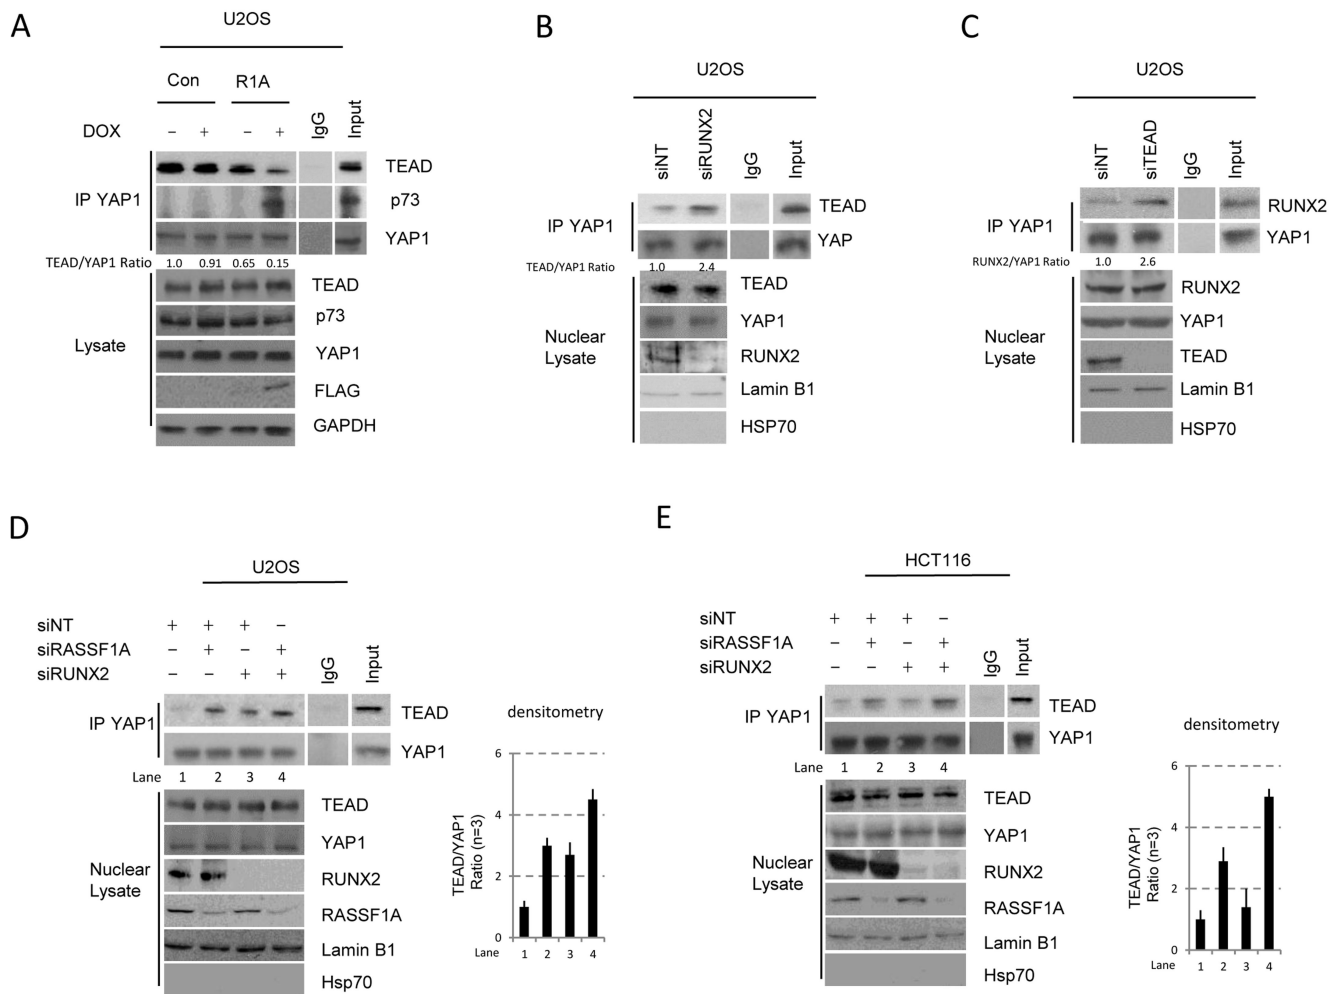 A
U2OS
Con R1A
DOX − + − + IgG Input
IP YAP1
TEAD
p73
YAP1
TEAD/YAP1 Ratio 1.0 0.91 0.65 0.15
Lysate
TEAD
p73
YAP1
FLAG
GAPDH
B
U2OS
siNT siRUNX2 IgG Input
IP YAP1
TEAD
YAP
TEAD/YAP1 Ratio 1.0 2.4
Nuclear
Lysate
TEAD
YAP1
RUNX2
Lamin B1
HSP70
C
U2OS
siNT siTEAD IgG Input
IP YAP1
RUNX2
YAP1
RUNX2/YAP1 Ratio 1.0 2.6
Nuclear
Lysate
RUNX2
YAP1
TEAD
Lamin B1
HSP70
D
U2OS
siNT + + + −
siRASSF1A − + − +
siRUNX2 − − + + IgG Input
IP YAP1
TEAD
YAP1
Lane 1 2 3 4
Nuclear
Lysate
TEAD
YAP1
RUNX2
RASSF1A
Lamin B1
Hsp70
densitometry
TEAD/YAP1
Ratio (n=3)
6
4
2
0
Lane 1 2 3 4
E
HCT116
siNT + + + −
siRASSF1A − + − +
siRUNX2 − − + + IgG Input
IP YAP1
TEAD
YAP1
Lane 1 2 3 4
Nuclear
Lysate
TEAD
YAP1
RUNX2
RASSF1A
Lamin B1
Hsp70
densitometry
TEAD/YAP1
Ratio (n=3)
6
4
2
0
Lane 1 2 3 4